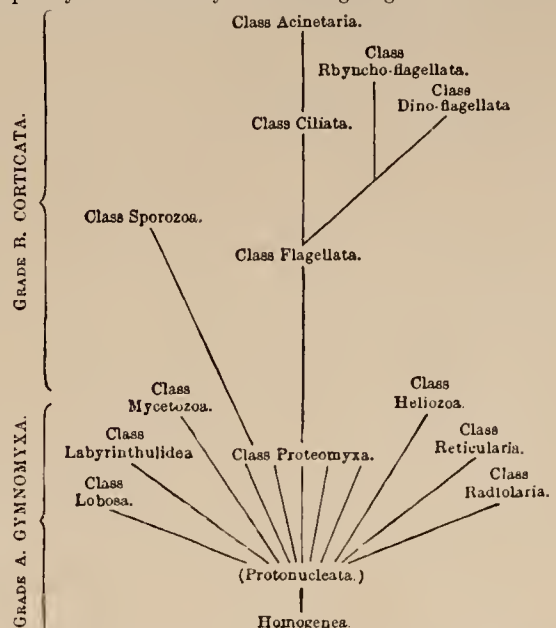 Class Acinetaria.
Class
Rbyncho-flagellata.
Class
Dino-flagellata
Class Ciliata.
GRADE B. CORTICATA.
Class Sporozoa.
Class Flagellata.
Class
Mycetozoa.
Class
Heliozoa.
Class
Labyrinthulidea
Class Proteomyxa.
Class
Reticularia.
Class
Lobosa.
Class
Radiolaria.
GRADE A. GYMNOMYXA.
(Protonucleata.)
Homogenea.